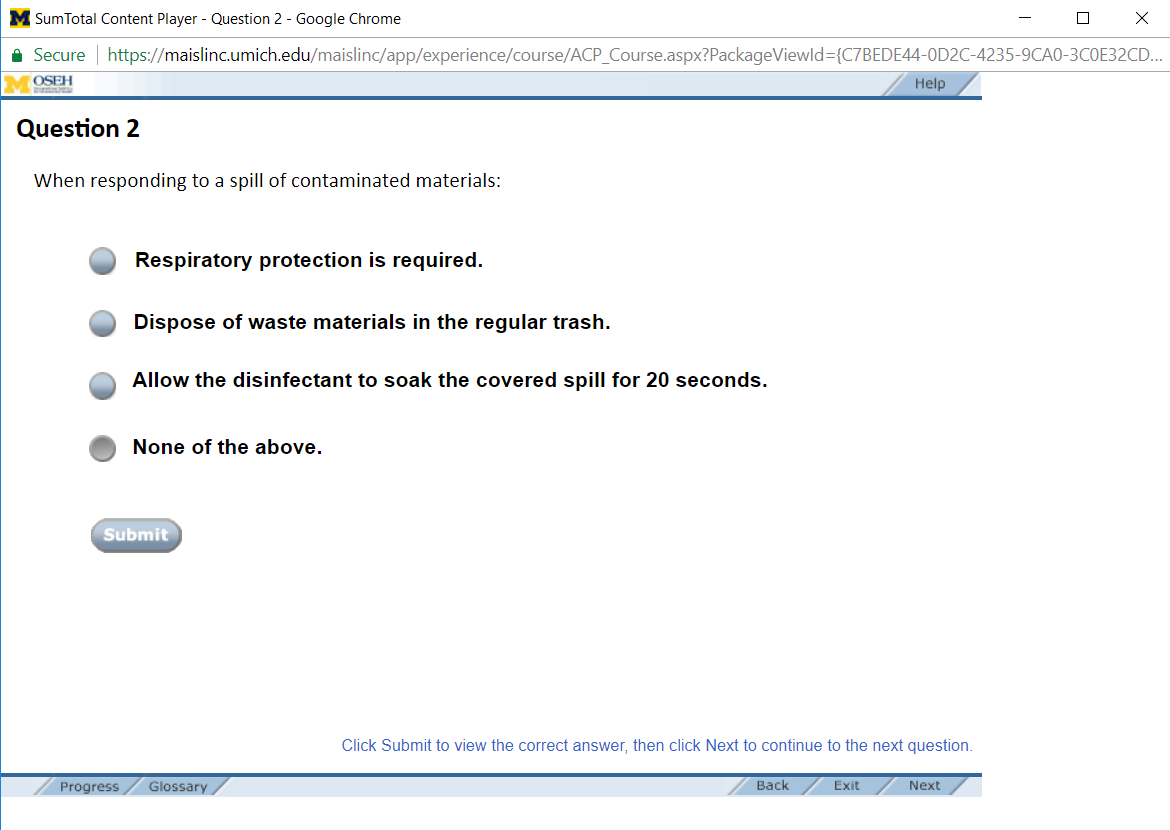 SumTotal Content Player - Question 2 - Google Chrome
Secure https://maislinc.umich.edu/maislinc/app/experience/course/ACP_Course.aspx?PackageViewId={C7BEDE44-0D2C-4235-9CA0-3C0E32CD...
M OSEH
Help
Question 2
When responding to a spill of contaminated materials:
Respiratory protection is required.
Dispose of waste materials in the regular trash.
Allow the disinfectant to soak the covered spill for 20 seconds.
None of the above.
Submit
Click Submit to view the correct answer, then click Next to continue to the next question.
Progress Glossary Back Exit Next